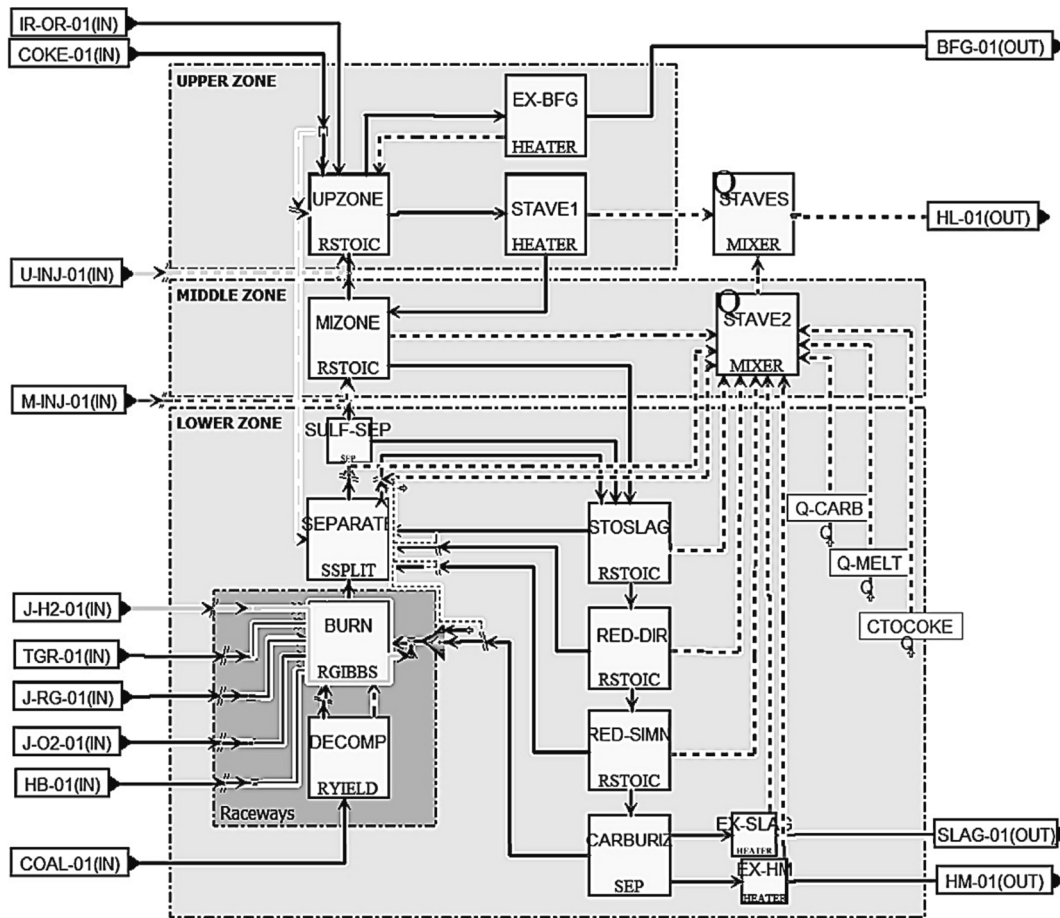 IR-OR-01(IN)
COKE-01(IN)
BFG-01(OUT)
UPPER ZONE
EX-BFG
HEATER
UPZONE
RSTOIC
STAVE1
HEATER
Q
STAVES
MIXER
HL-01(OUT)
U-INJ-01(IN)
MIDDLE ZONE
MIZONE
RSTOIC
Q
STAVE2
MIXER
M-INJ-01(IN)
LOWER ZONE
SULF-SEP
SEP
SEPARATE
SSPLIT
STOSLAG
RSTOIC
Q-CARB
Q
Q-MELT
Q
CTOCOKE
Q
J-H2-01(IN)
TGR-01(IN)
J-RG-01(IN)
J-O2-01(IN)
HB-01(IN)
COAL-01(IN)
BURN
RGIBBS
DECOMP
RYIELD
Raceways
RED-DIR
RSTOIC
RED-SIMN
RSTOIC
CARBURIZ
SEP
EX-SLAG
HEATER
EX-HM
HEATER
SLAG-01(OUT)
HM-01(OUT)